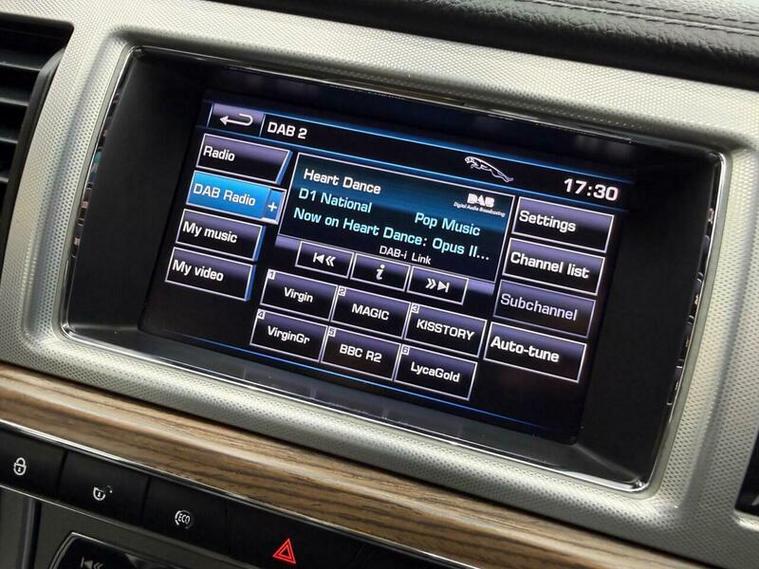 DAB 2
17:30
Radio
DAB Radio +
My music
My video
Heart Dance
DAB
Digital Audio Broadcasting
D1 National Pop Music
Now on Heart Dance: Opus II...
DAB-i Link
i
Settings
Channel list
Subchannel
Auto-tune
1 Virgin
2 MAGIC
3 KISSTORY
4 VirginGr
5 BBC R2
6 LycaGold
ECO